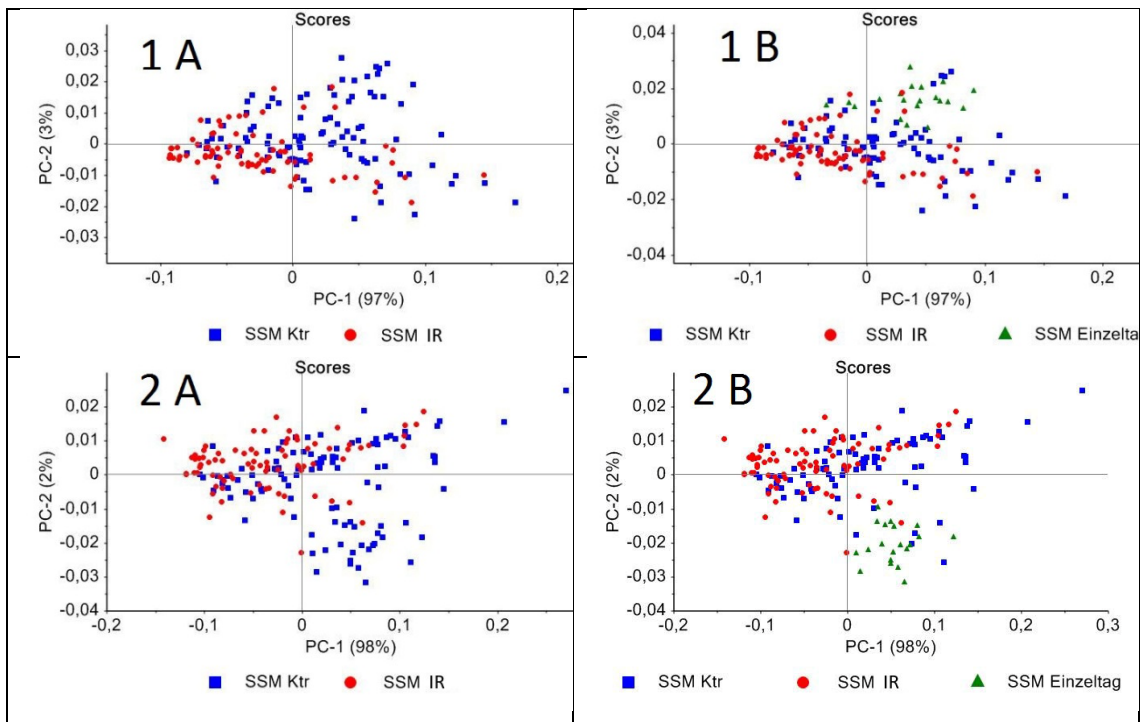 Scores
1 A
0,03
0,02
0,01
0
-0,01
-0,02
-0,03
PC-2 (3%)
-0,1
0
0,1
0,2
PC-1 (97%)
SSM Ktr
SSM IR
Scores
1 B
0,04
0,02
0
-0,02
-0,04
PC-2 (3%)
-0,1
0
0,1
0,2
PC-1 (97%)
SSM Ktr
SSM IR
SSM Einzeltag
Scores
2 A
0,02
0,01
0
-0,01
-0,02
-0,03
-0,04
PC-2 (2%)
-0,2
-0,1
0
0,1
0,2
PC-1 (98%)
SSM Ktr
SSM IR
Scores
2 B
0,02
0,01
0
-0,01
-0,02
-0,03
-0,04
PC-2 (2%)
-0,2
-0,1
0
0,1
0,2
0,3
PC-1 (98%)
SSM Ktr
SSM IR
SSM Einzeltag